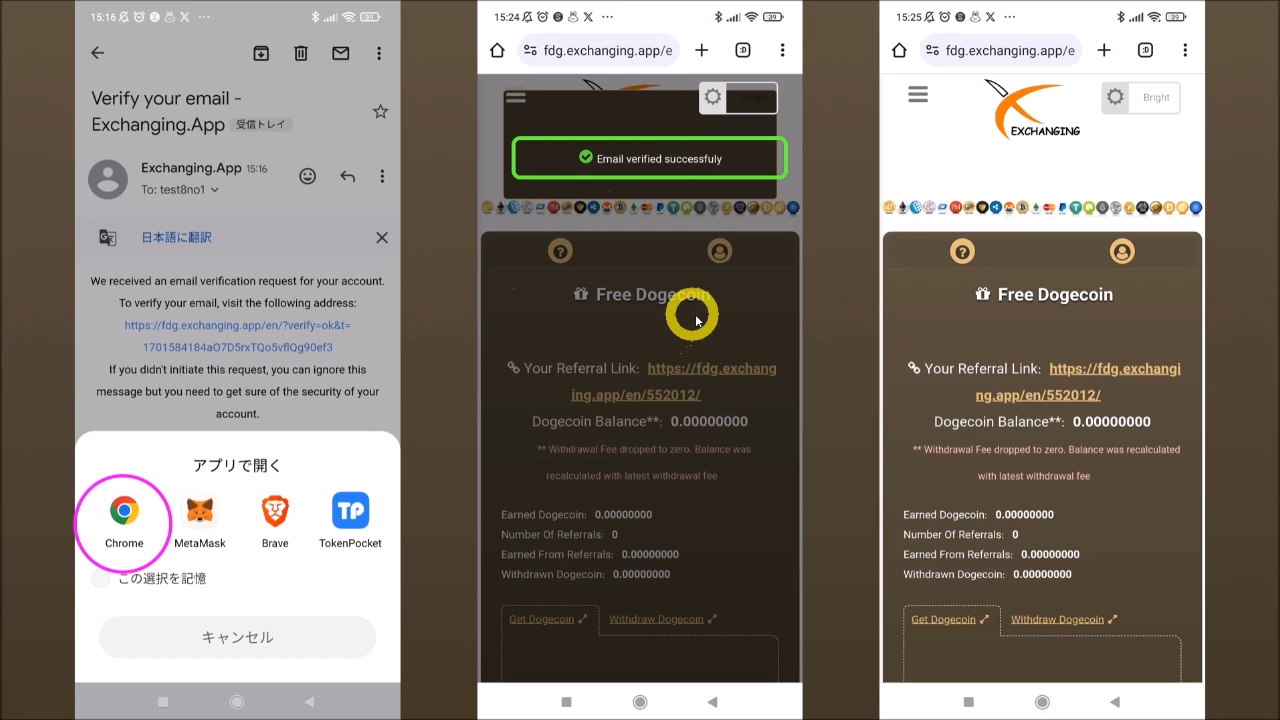 15:16
39
Verify your email -
Exchanging.App 受信トレイ
Exchanging.App 15:16
To: test8no1
日本語に翻訳
We received an email verification request for your account.
To verify your email, visit the following address:
https://fdg.exchanging.app/en/?verify=ok&t=
1701584184aO7D5rxTQo5vflQg90ef3
If you didn't initiate this request, you can ignore this
message but you need to get sure of the security of your
account.
アプリで開く
Chrome MetaMask Brave TokenPocket
この選択を記憶
キャンセル
15:24
39
fdg.exchanging.app/e
:D
Email verified successfuly
Free Dogecoin
Your Referral Link: https://fdg.exchang
ing.app/en/552012/
Dogecoin Balance**: 0.00000000
** Withdrawal Fee dropped to zero. Balance was
recalculated with latest withdrawal fee
Earned Dogecoin: 0.00000000
Number Of Referrals: 0
Earned From Referrals: 0.00000000
Withdrawn Dogecoin: 0.00000000
Get Dogecoin Withdraw Dogecoin
15:25
39
fdg.exchanging.app/e
:D
EXCHANGING
Bright
Free Dogecoin
Your Referral Link: https://fdg.exchangi
ng.app/en/552012/
Dogecoin Balance**: 0.00000000
** Withdrawal Fee dropped to zero. Balance was recalculated
with latest withdrawal fee
Earned Dogecoin: 0.00000000
Number Of Referrals: 0
Earned From Referrals: 0.00000000
Withdrawn Dogecoin: 0.00000000
Get Dogecoin Withdraw Dogecoin